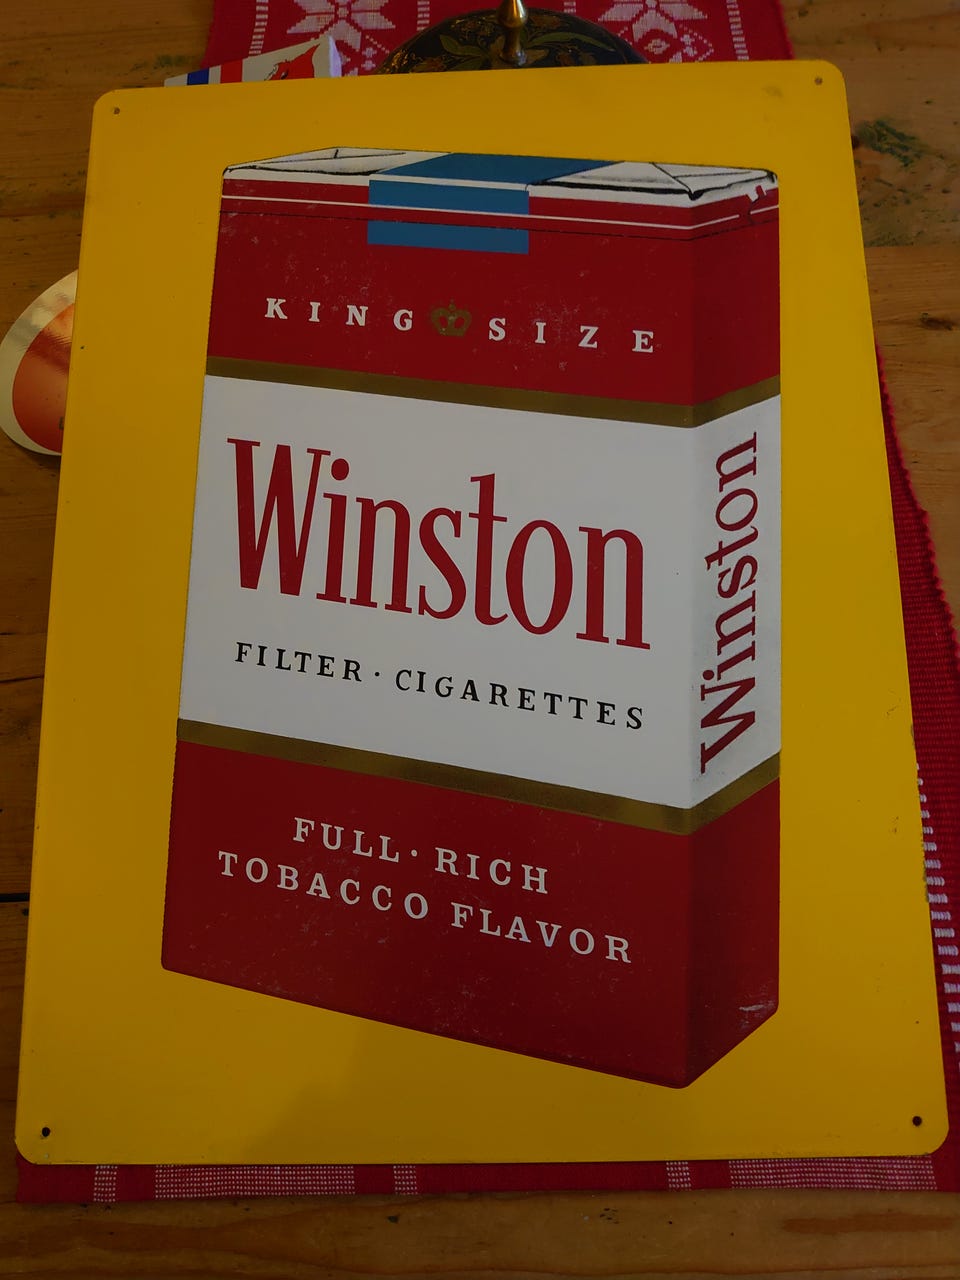 KING SIZE
Winston
FILTER · CIGARETTES
FULL · RICH
TOBACCO FLAVOR
Winston